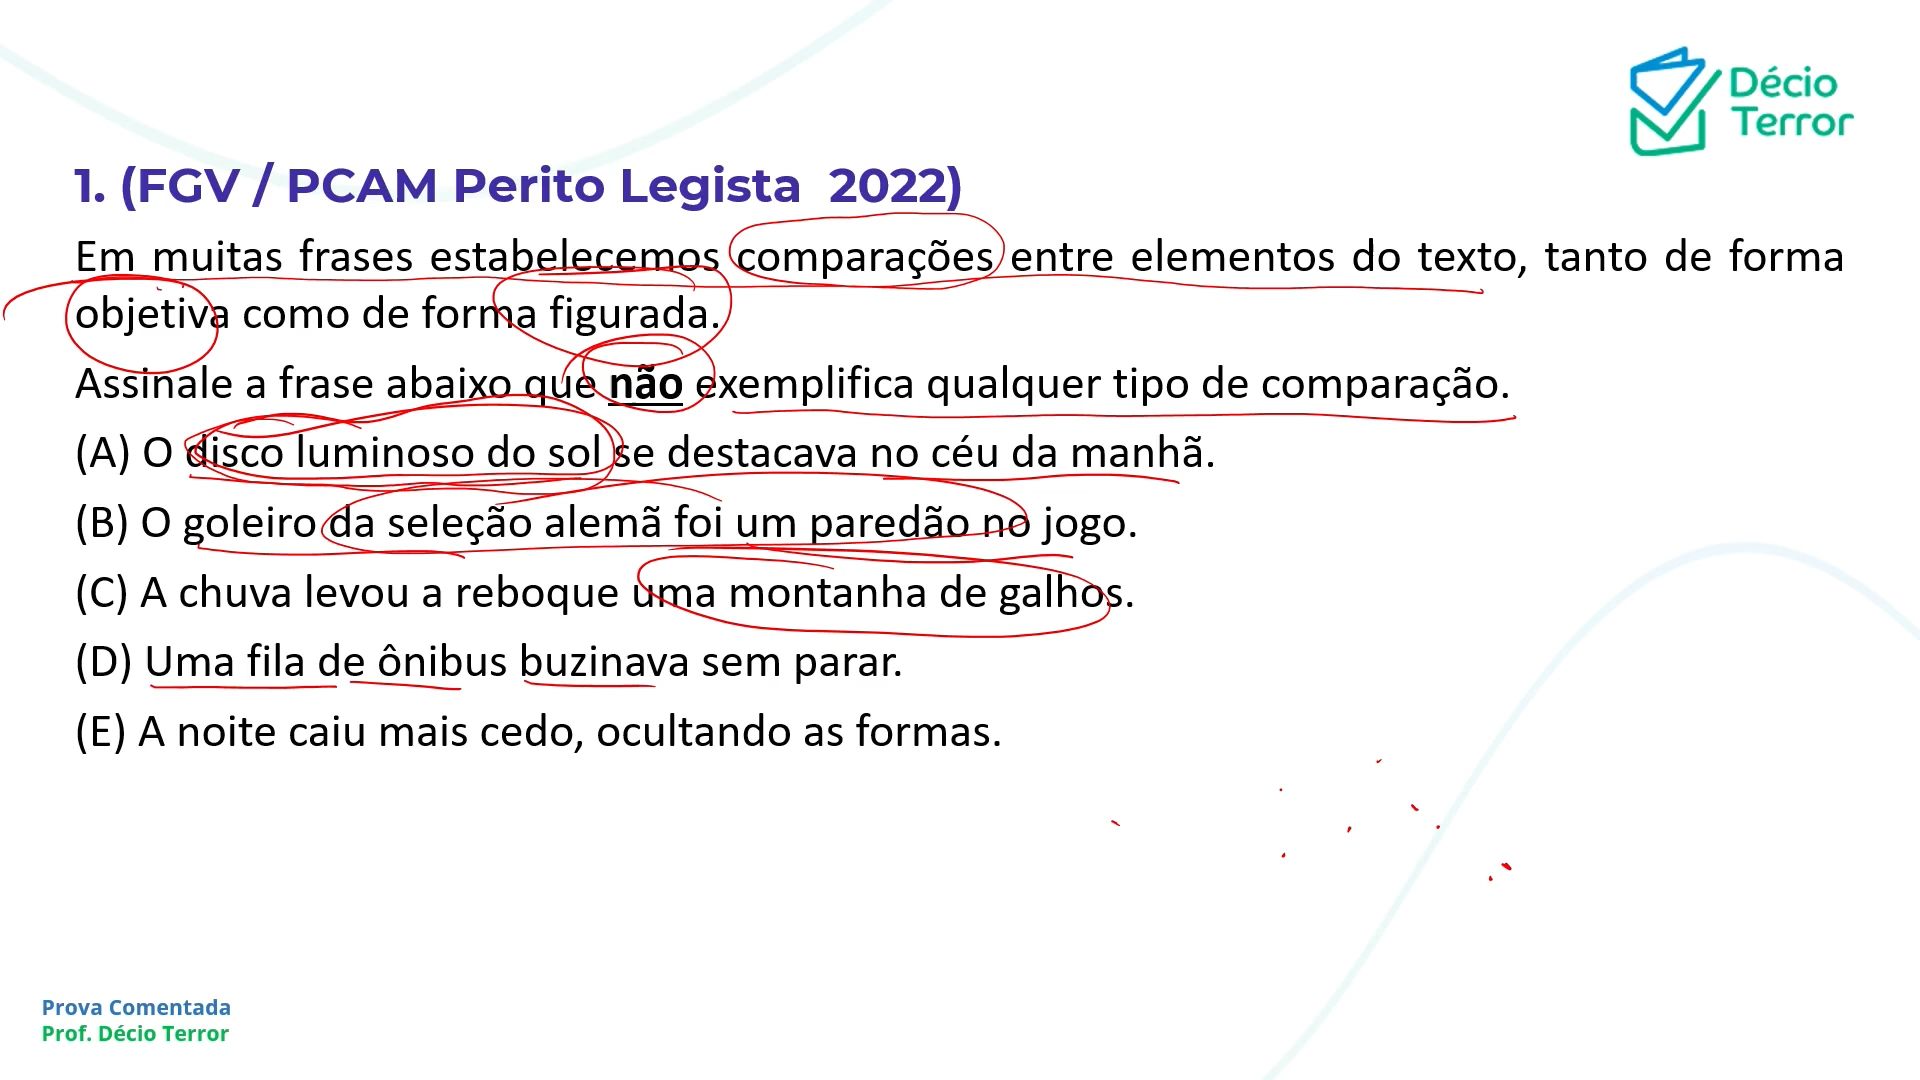 Décio
Terror
1. (FGV / PCAM Perito Legista 2022)
Em muitas frases estabelecemos comparações entre elementos do texto, tanto de forma
objetiva como de forma figurada.
Assinale a frase abaixo que não exemplifica qualquer tipo de comparação.
(A) O disco luminoso do sol se destacava no céu da manhã.
(B) O goleiro da seleção alemã foi um paredão no jogo.
(C) A chuva levou a reboque uma montanha de galhos.
(D) Uma fila de ônibus buzinava sem parar.
(E) A noite caiu mais cedo, ocultando as formas.
Prova Comentada
Prof. Décio Terror